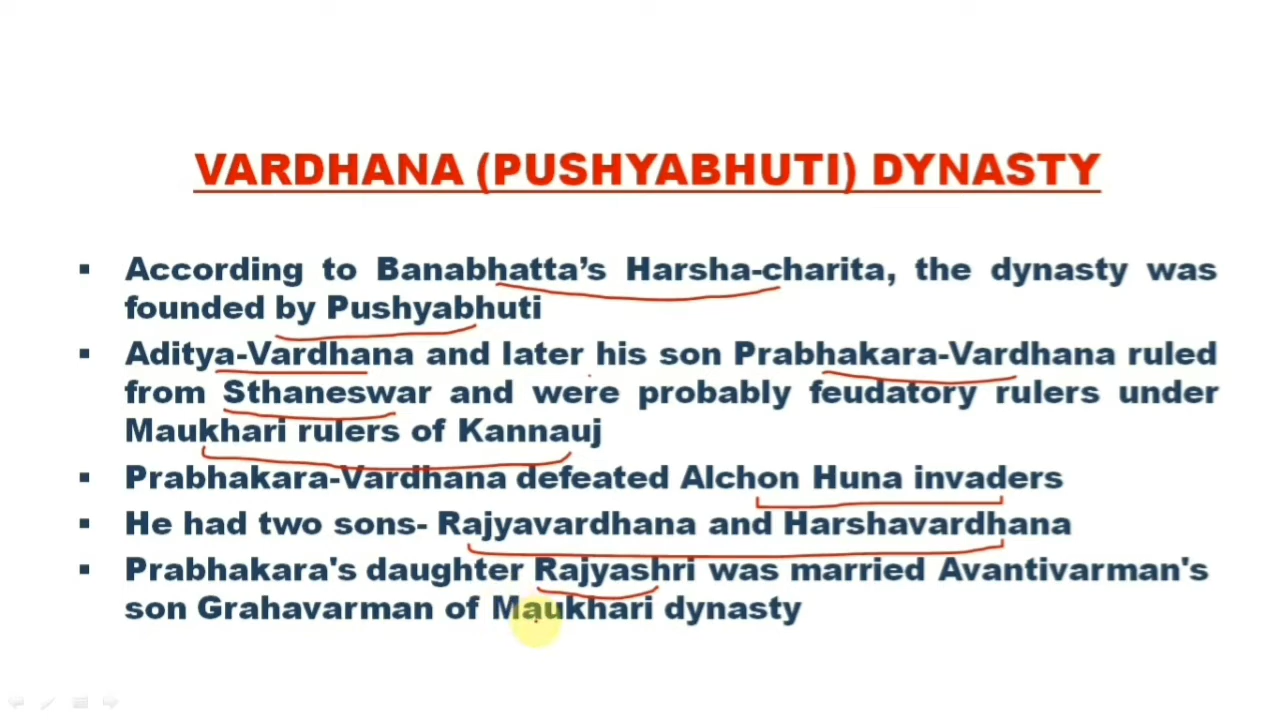 VARDHANA (PUSHYABHUTI) DYNASTY
▪ According to Banabhatta's Harsha-charita, the dynasty was
founded by Pushyabhuti
▪ Aditya-Vardhana and later his son Prabhakara-Vardhana ruled
from Sthaneswar and were probably feudatory rulers under
Maukhari rulers of Kannauj
▪ Prabhakara-Vardhana defeated Alchon Huna invaders
▪ He had two sons- Rajyavardhana and Harshavardhana
▪ Prabhakara's daughter Rajyashri was married Avantivarman's
son Grahavarman of Maukhari dynasty